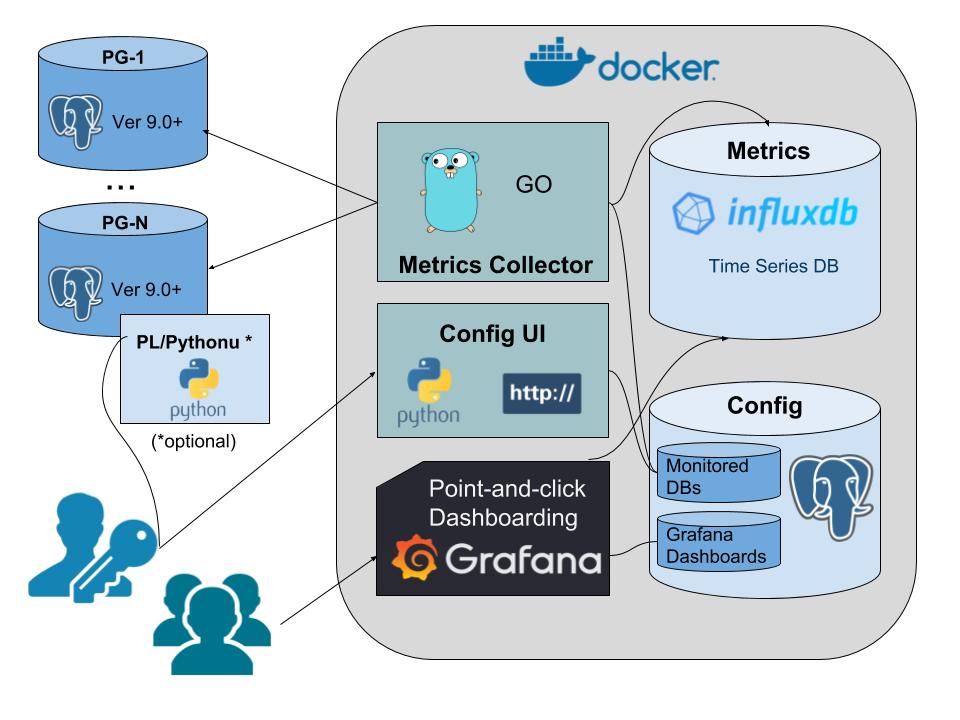 PG-1
Ver 9.0+
...
PG-N
Ver 9.0+
PL/Pythonu *
python
(*optional)
docker
GO
Metrics Collector
Config UI
python
http://
Point-and-click
Dashboarding
Grafana
Metrics
influxdb
Time Series DB
Config
Monitored
DBs
Grafana
Dashboards